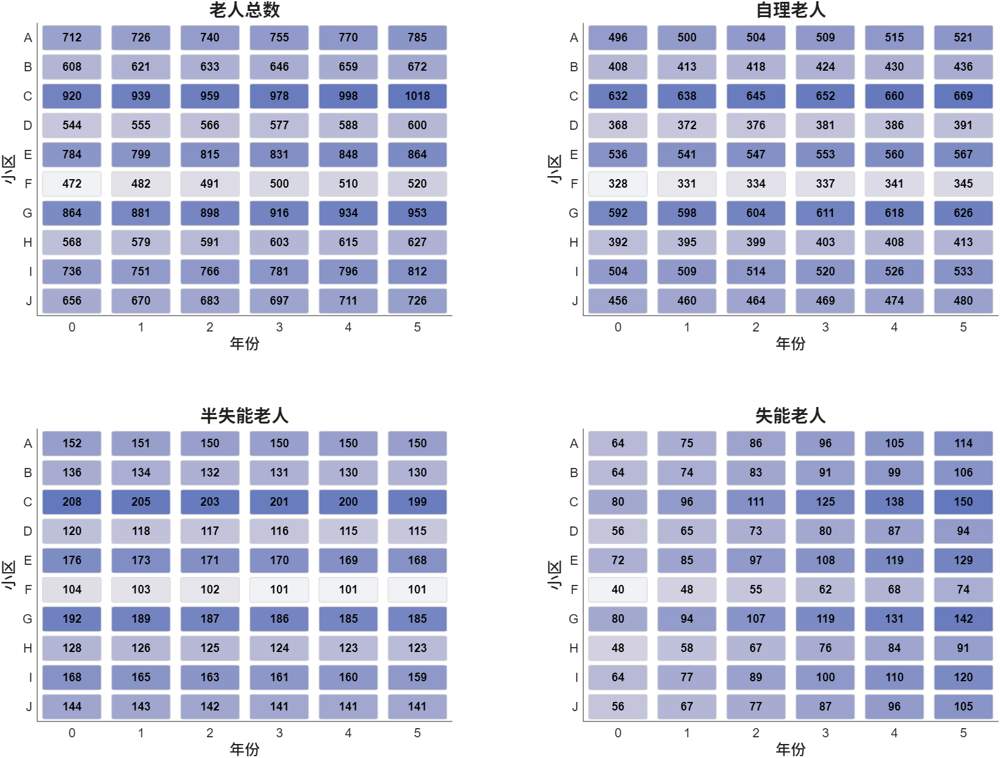 老人总数
A 712 726 740 755 770 785
B 608 621 633 646 659 672
C 920 939 959 978 998 1018
D 544 555 566 577 588 600
E 784 799 815 831 848 864
F 472 482 491 500 510 520
G 864 881 898 916 934 953
H 568 579 591 603 615 627
I 736 751 766 781 796 812
J 656 670 683 697 711 726
0 1 2 3 4 5
年份
小区
自理老人
A 496 500 504 509 515 521
B 408 413 418 424 430 436
C 632 638 645 652 660 669
D 368 372 376 381 386 391
E 536 541 547 553 560 567
F 328 331 334 337 341 345
G 592 598 604 611 618 626
H 392 395 399 403 408 413
I 504 509 514 520 526 533
J 456 460 464 469 474 480
0 1 2 3 4 5
年份
小区
半失能老人
A 152 151 150 150 150 150
B 136 134 132 131 130 130
C 208 205 203 201 200 199
D 120 118 117 116 115 115
E 176 173 171 170 169 168
F 104 103 102 101 101 101
G 192 189 187 186 185 185
H 128 126 125 124 123 123
I 168 165 163 161 160 159
J 144 143 142 141 141 141
0 1 2 3 4 5
年份
小区
失能老人
A 64 75 86 96 105 114
B 64 74 83 91 99 106
C 80 96 111 125 138 150
D 56 65 73 80 87 94
E 72 85 97 108 119 129
F 40 48 55 62 68 74
G 80 94 107 119 131 142
H 48 58 67 76 84 91
I 64 77 89 100 110 120
J 56 67 77 87 96 105
0 1 2 3 4 5
年份
小区